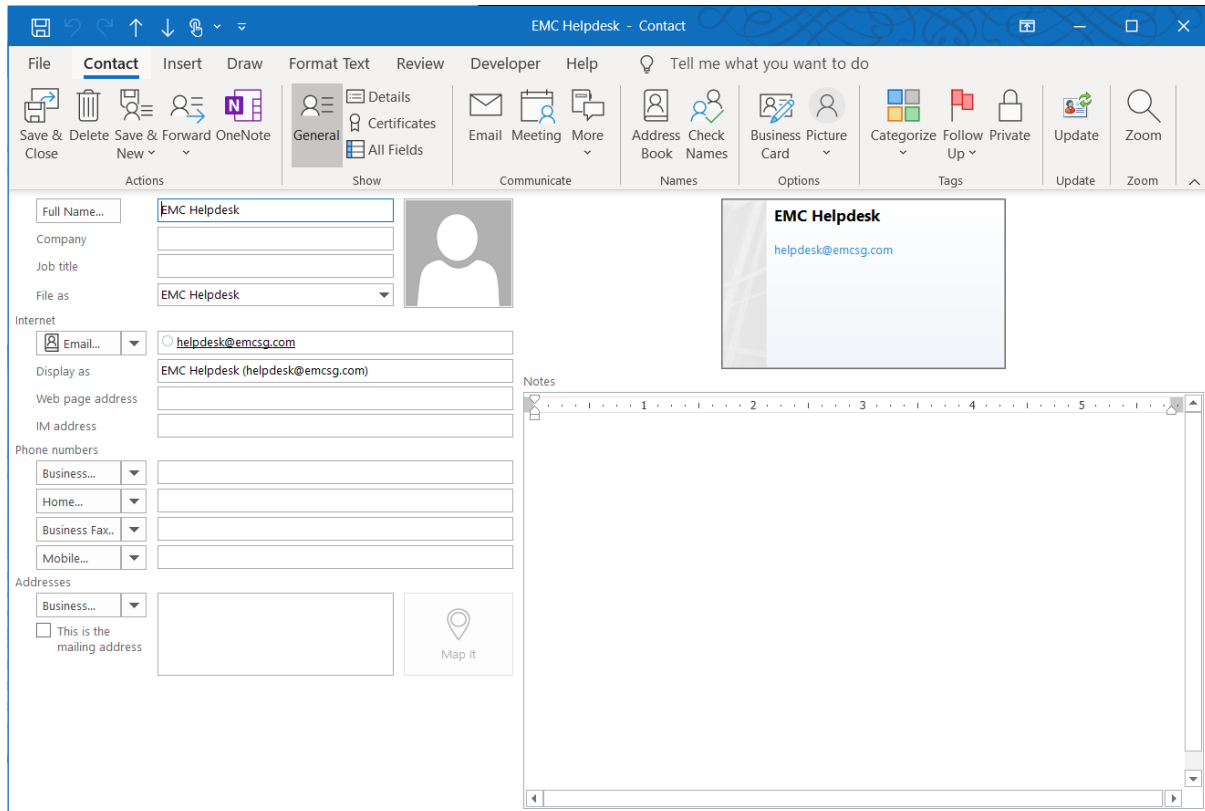 EMC Helpdesk - Contact
File Contact Insert Draw Format Text Review Developer Help Tell me what you want to do
Save & Close
Delete
Save & New
Forward
OneNote
Actions
General
Details
Certificates
All Fields
Show
Email
Meeting
More
Communicate
Address Book
Check Names
Names
Business Card
Picture
Options
Categorize
Follow Up
Private
Tags
Update
Update
Zoom
Zoom
Full Name...
EMC Helpdesk
Company
Job title
File as
EMC Helpdesk
Internet
Email...
helpdesk@emcsg.com
Display as
EMC Helpdesk (helpdesk@emcsg.com)
Web page address
IM address
Phone numbers
Business...
Home...
Business Fax..
Mobile...
Addresses
Business...
This is the
mailing address
Map It
EMC Helpdesk
helpdesk@emcsg.com
Notes
1 2 3 4 5